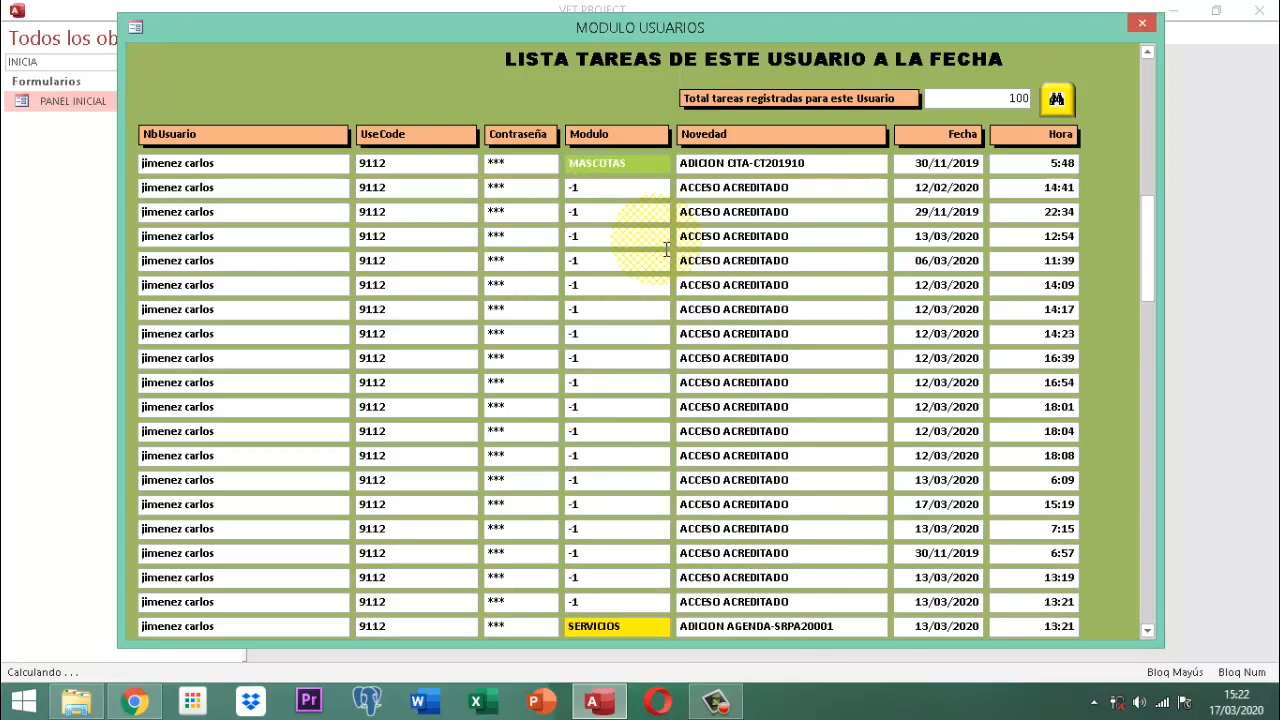 VET PROJECT
Todos los ob
MODULO USUARIOS
INICIA
Formularios
PANEL INICIAL
LISTA TAREAS DE ESTE USUARIO A LA FECHA
Total tareas registradas para este Usuario 100
NbUsuario UseCode Contraseña Modulo Novedad Fecha Hora
jimenez carlos 9112 *** MASCOTAS ADICION CITA-CT201910 30/11/2019 5:48
jimenez carlos 9112 *** -1 ACCESO ACREDITADO 12/02/2020 14:41
jimenez carlos 9112 *** -1 ACCESO ACREDITADO 29/11/2019 22:34
jimenez carlos 9112 *** -1 ACCESO ACREDITADO 13/03/2020 12:54
jimenez carlos 9112 *** -1 ACCESO ACREDITADO 06/03/2020 11:39
jimenez carlos 9112 *** -1 ACCESO ACREDITADO 12/03/2020 14:09
jimenez carlos 9112 *** -1 ACCESO ACREDITADO 12/03/2020 14:17
jimenez carlos 9112 *** -1 ACCESO ACREDITADO 12/03/2020 14:23
jimenez carlos 9112 *** -1 ACCESO ACREDITADO 12/03/2020 16:39
jimenez carlos 9112 *** -1 ACCESO ACREDITADO 12/03/2020 16:54
jimenez carlos 9112 *** -1 ACCESO ACREDITADO 12/03/2020 18:01
jimenez carlos 9112 *** -1 ACCESO ACREDITADO 12/03/2020 18:04
jimenez carlos 9112 *** -1 ACCESO ACREDITADO 12/03/2020 18:08
jimenez carlos 9112 *** -1 ACCESO ACREDITADO 13/03/2020 6:09
jimenez carlos 9112 *** -1 ACCESO ACREDITADO 17/03/2020 15:19
jimenez carlos 9112 *** -1 ACCESO ACREDITADO 13/03/2020 7:15
jimenez carlos 9112 *** -1 ACCESO ACREDITADO 30/11/2019 6:57
jimenez carlos 9112 *** -1 ACCESO ACREDITADO 13/03/2020 13:19
jimenez carlos 9112 *** -1 ACCESO ACREDITADO 13/03/2020 13:21
jimenez carlos 9112 *** SERVICIOS ADICION AGENDA-SRPA20001 13/03/2020 13:21
Calculando . . . Bloq Mayús Bloq Num
15:22
17/03/2020